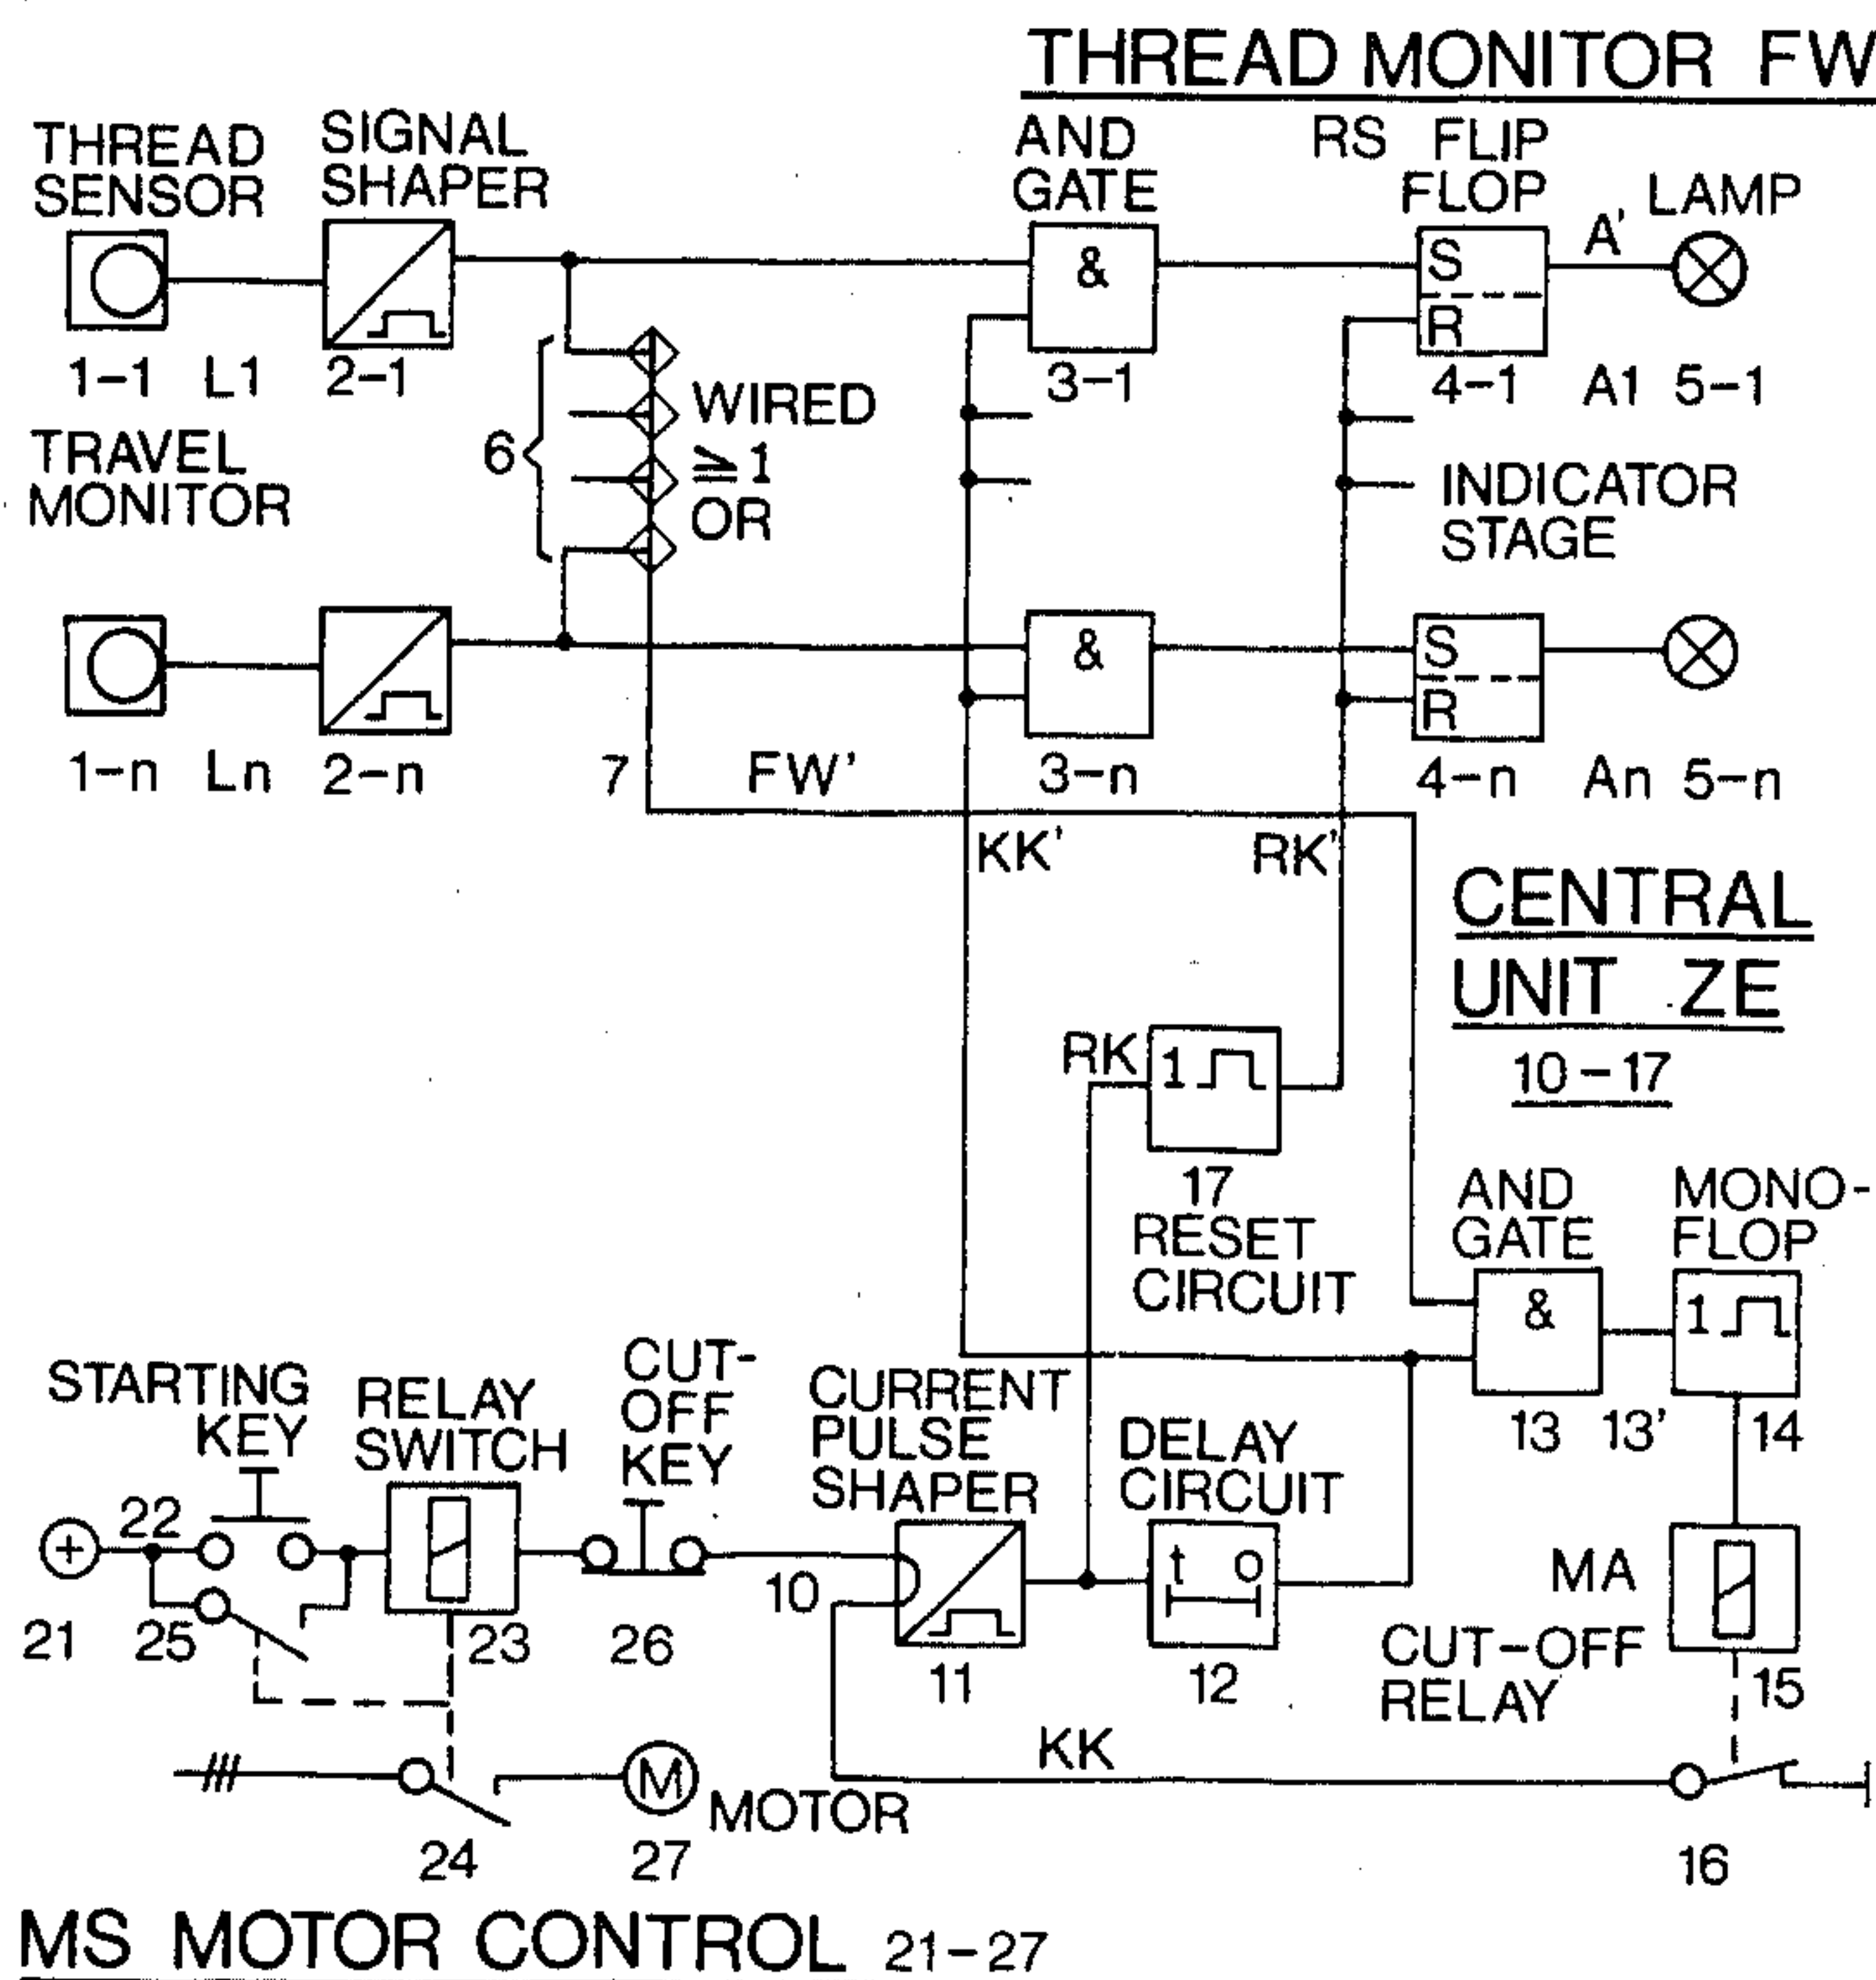 THREAD MONITOR FW
THREAD
SENSOR
SIGNAL
SHAPER
AND
GATE
RS FLIP
FLOP
A'
LAMP
&
S
R
1-1 L1 2-1
3-1
4-1 A1 5-1
TRAVEL
MONITOR
6
WIRED
≧1
OR
INDICATOR
STAGE
&
S
R
1-n Ln 2-n
7 FW'
3-n
4-n An 5-n
KK'
RK'
CENTRAL
UNIT ZE
10-17
RK
1
17
RESET
CIRCUIT
AND
GATE
MONO-
FLOP
&
1
13 13' 14
STARTING
KEY
RELAY
SWITCH
CUT-
OFF
KEY
CURRENT
PULSE
SHAPER
DELAY
CIRCUIT
22
+
t o
10
MA
21 25 23 26
11 12
CUT-OFF
RELAY
15
KK
M
MOTOR
24 27
16
MS MOTOR CONTROL 21-27